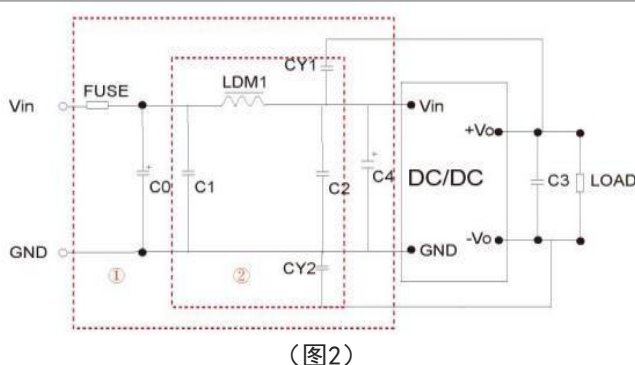 CY1
FUSE
LDM1
Vin
Vin
+Vo
C0
C1
C2
C4
DC/DC
C3
LOAD
GND
GND
-Vo
①
②
CY2
（图2）